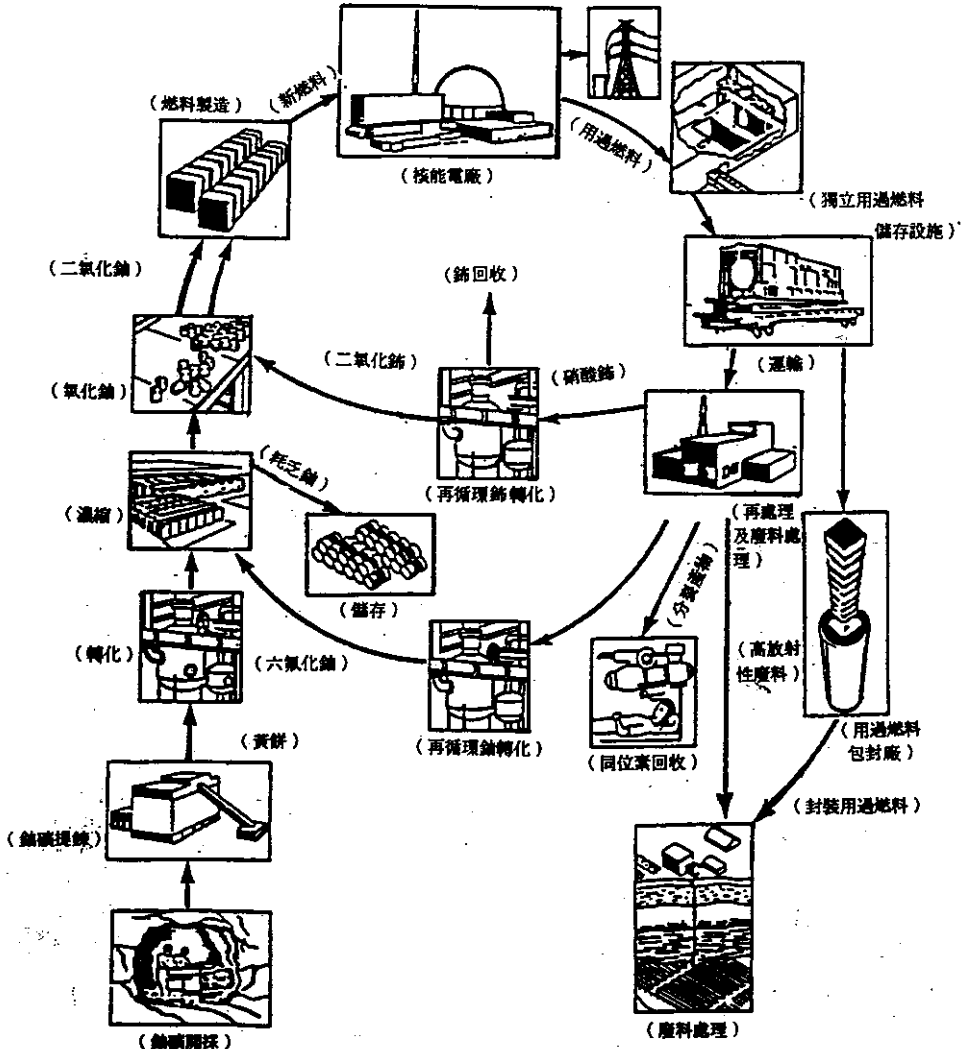 （新燃料）
（燃料製造）
（核能電廠）
（用過燃料）
（獨立用過燃料
儲存設施）
（二氧化鈾）
（鈽回收）
（運輸）
（二氧化鈽）
（硝酸鈽）
（氧化鈾）
（再循環鈽轉化）
（耗乏鈾）
（濃縮）
（再處理
及廢料處
理）
（儲存）
（分裂產物）
（轉化）
（六氟化鈾）
（高放射
性廢料）
（再循環鈾轉化）
（同位素回收）
（用過燃料
包封廠）
（黃餅）
（封裝用過燃料）
（鈾礦提鍊）
（廢料處理）
（鈾礦開採）